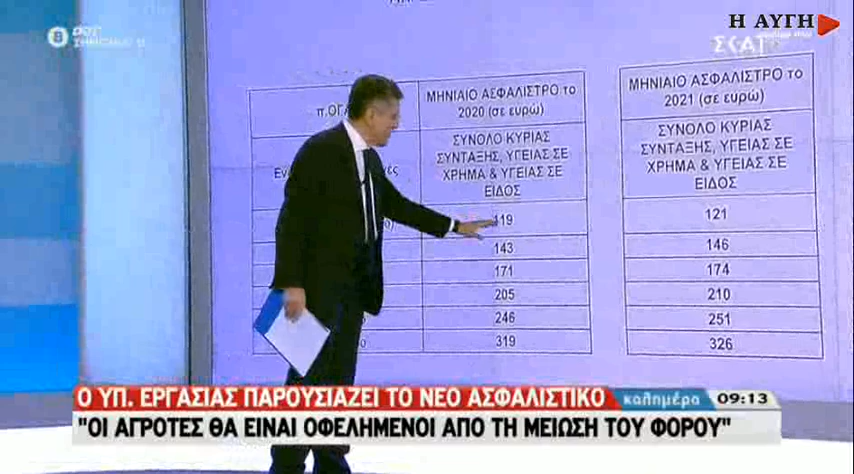 Η ΑΥΓΗ
ΣΚΑΪ
π.ΟΓΑ
ΜΗΝΙΑΙΟ ΑΣΦΑΛΙΣΤΡΟ το
2020 (σε ευρώ)
ΣΥΝΟΛΟ ΚΥΡΙΑΣ
ΣΥΝΤΑΞΗΣ, ΥΓΕΙΑΣ ΣΕ
ΧΡΗΜΑ & ΥΓΕΙΑΣ ΣΕ
ΕΙΔΟΣ
119
143
171
205
246
319
ΜΗΝΙΑΙΟ ΑΣΦΑΛΙΣΤΡΟ το
2021 (σε ευρώ)
ΣΥΝΟΛΟ ΚΥΡΙΑΣ
ΣΥΝΤΑΞΗΣ, ΥΓΕΙΑΣ ΣΕ
ΧΡΗΜΑ & ΥΓΕΙΑΣ ΣΕ
ΕΙΔΟΣ
121
146
174
210
251
326
Ο ΥΠ. ΕΡΓΑΣΙΑΣ ΠΑΡΟΥΣΙΑΖΕΙ ΤΟ ΝΕΟ ΑΣΦΑΛΙΣΤΙΚΟ
καλημέρα 09:13
"ΟΙ ΑΓΡΟΤΕΣ ΘΑ ΕΙΝΑΙ ΟΦΕΛΗΜΕΝΟΙ ΑΠΟ ΤΗ ΜΕΙΩΣΗ ΤΟΥ ΦΟΡΟΥ"